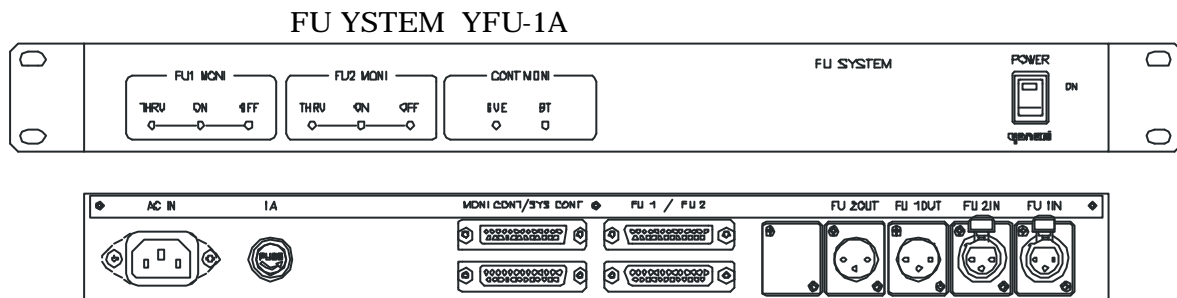 FU YSTEM YFU-1A
FU1 MONI FU2 MONI CONT MONI FU SYSTEM POWER
THRU ON OFF THRU ON OFF BT ON
AC IN 1A MONI CONT/SYS CONT FU 1 / FU 2 FU 2OUT FU 1OUT FU 2IN FU 1IN
FUSE